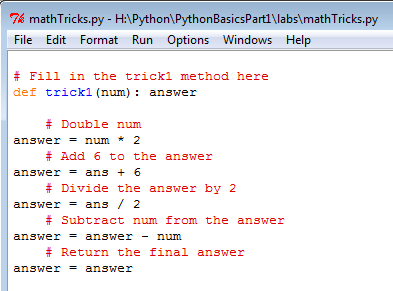 mathTricks.py - H:\Python\PythonBasicsPart1\labs\mathTricks.py
File Edit Format Run Options Windows Help
# Fill in the trick1 method here
def trick1(num): answer
# Double num
answer = num * 2
# Add 6 to the answer
answer = ans + 6
# Divide the answer by 2
answer = ans / 2
# Subtract num from the answer
answer = answer - num
# Return the final answer
answer = answer